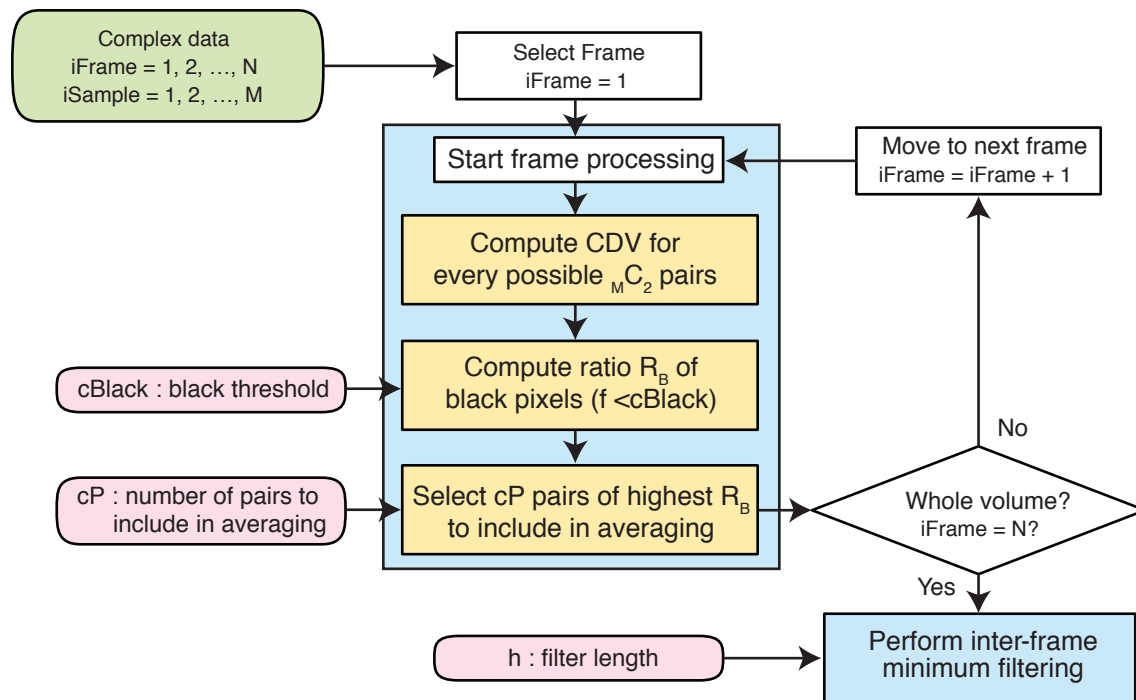 Complex data
iFrame = 1, 2, …, N
iSample = 1, 2, …, M
Select Frame
iFrame = 1
Start frame processing
Move to next frame
iFrame = iFrame + 1
Compute CDV for
every possible MC2 pairs
cBlack : black threshold
Compute ratio RB of
black pixels (f <cBlack)
No
cP : number of pairs to
include in averaging
Select cP pairs of highest RB
to include in averaging
Whole volume?
iFrame = N?
Yes
h : filter length
Perform inter-frame
minimum filtering